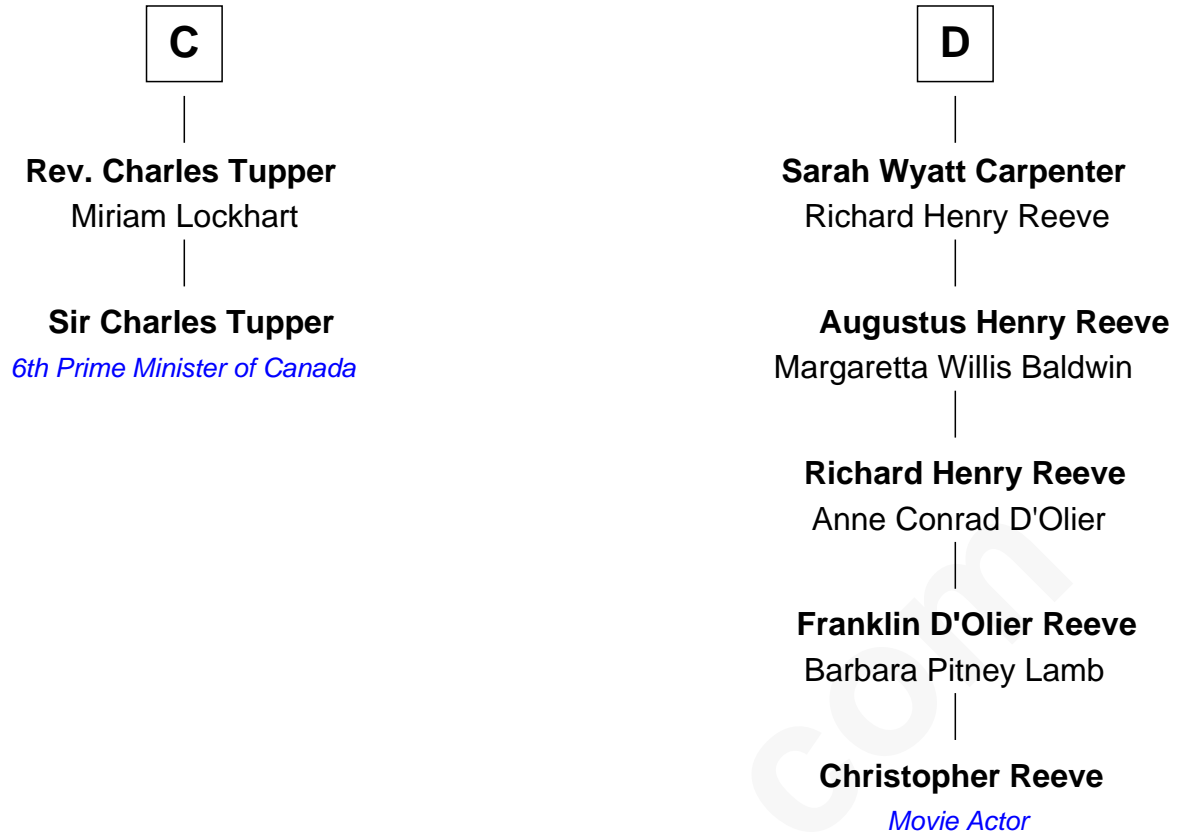 C
Rev. Charles Tupper
Miriam Lockhart
Sir Charles Tupper
6th Prime Minister of Canada
D
Sarah Wyatt Carpenter
Richard Henry Reeve
Augustus Henry Reeve
Margaretta Willis Baldwin
Richard Henry Reeve
Anne Conrad D'Olier
Franklin D'Olier Reeve
Barbara Pitney Lamb
Christopher Reeve
Movie Actor
com